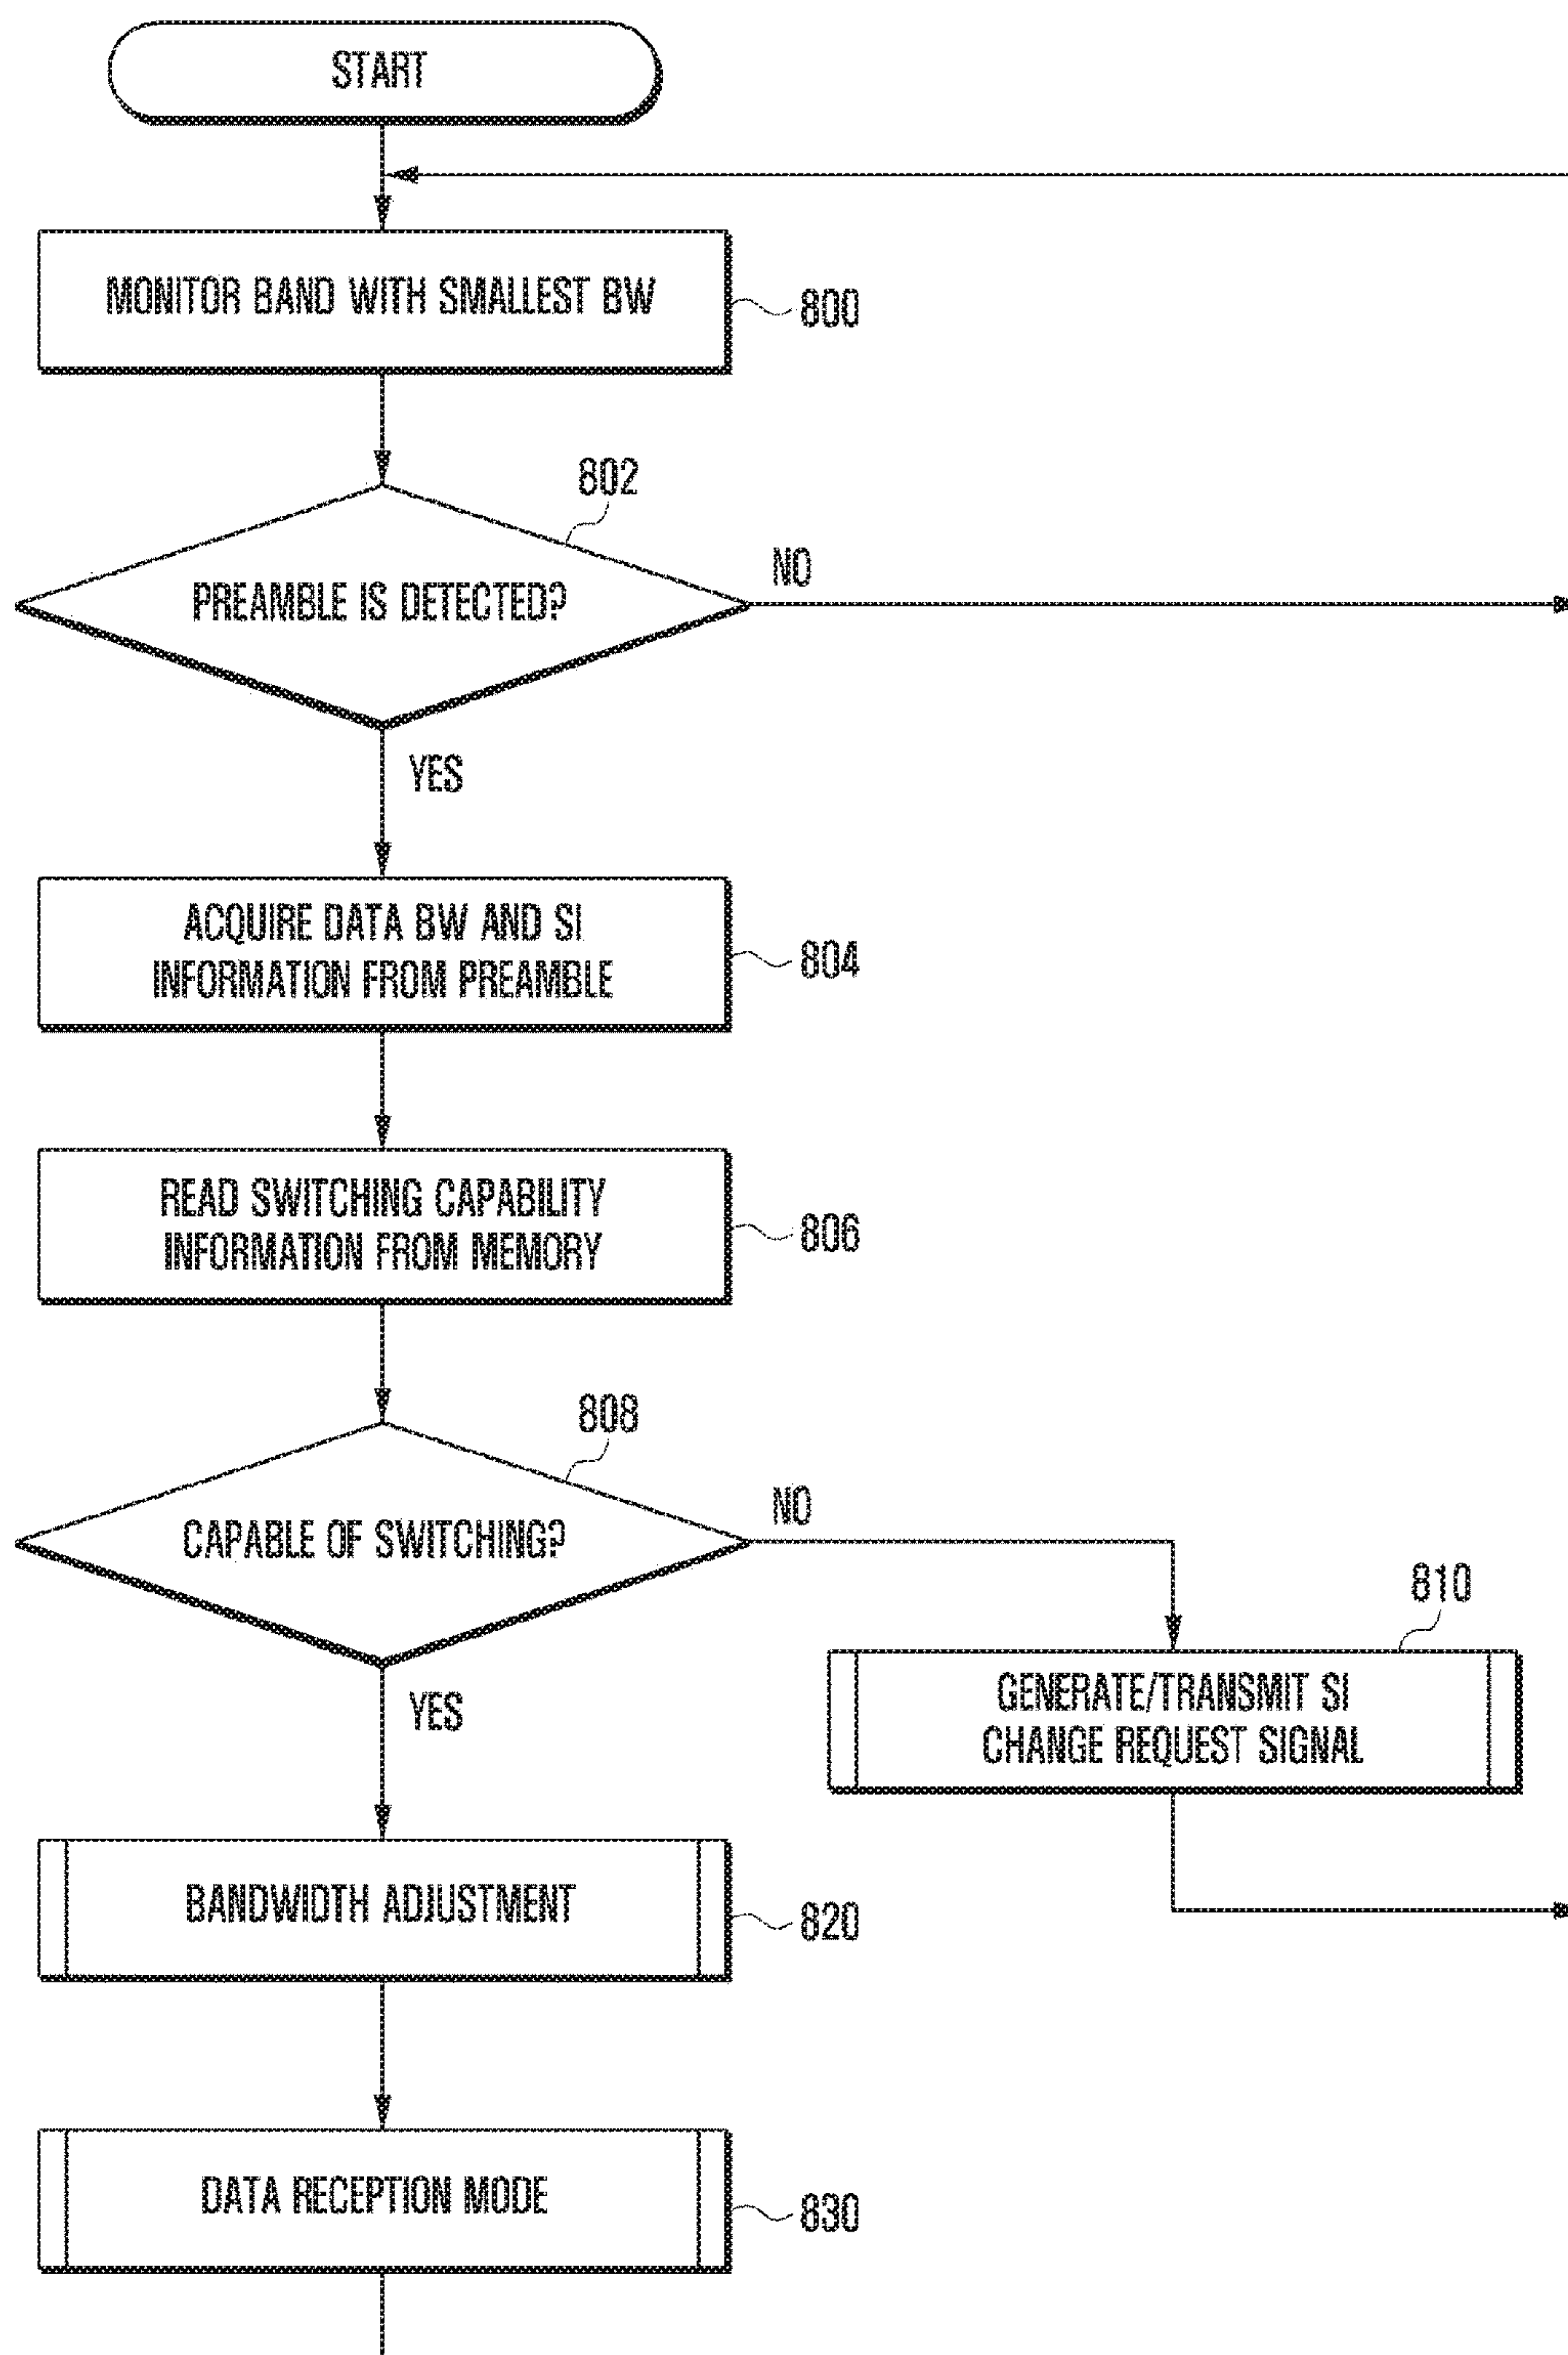 START
MONITOR BAND WITH SMALLEST BW
800
802
PREAMBLE IS DETECTED?
NO
YES
ACQUIRE DATA BW AND SI
INFORMATION FROM PREAMBLE
804
READ SWITCHING CAPABILITY
INFORMATION FROM MEMORY
806
808
CAPABLE OF SWITCHING?
NO
810
GENERATE/TRANSMIT SI
CHANGE REQUEST SIGNAL
YES
BANDWIDTH ADJUSTMENT
820
DATA RECEPTION MODE
830